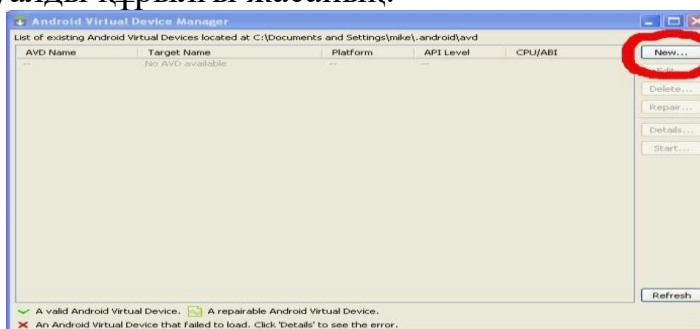 құрылғы жасаңық.
Android Virtual Device Manager
List of existing Android Virtual Devices located at C:\Documents and Settings\mike\.android\avd
AVD Name Target Name Platform API Level CPU/ABI New...
-- No AVD available -- -- Edit...
Delete...
Repair...
Details...
Start...
Refresh
A valid Android Virtual Device. A repairable Android Virtual Device.
An Android Virtual Device that failed to load. Click 'Details' to see the error.